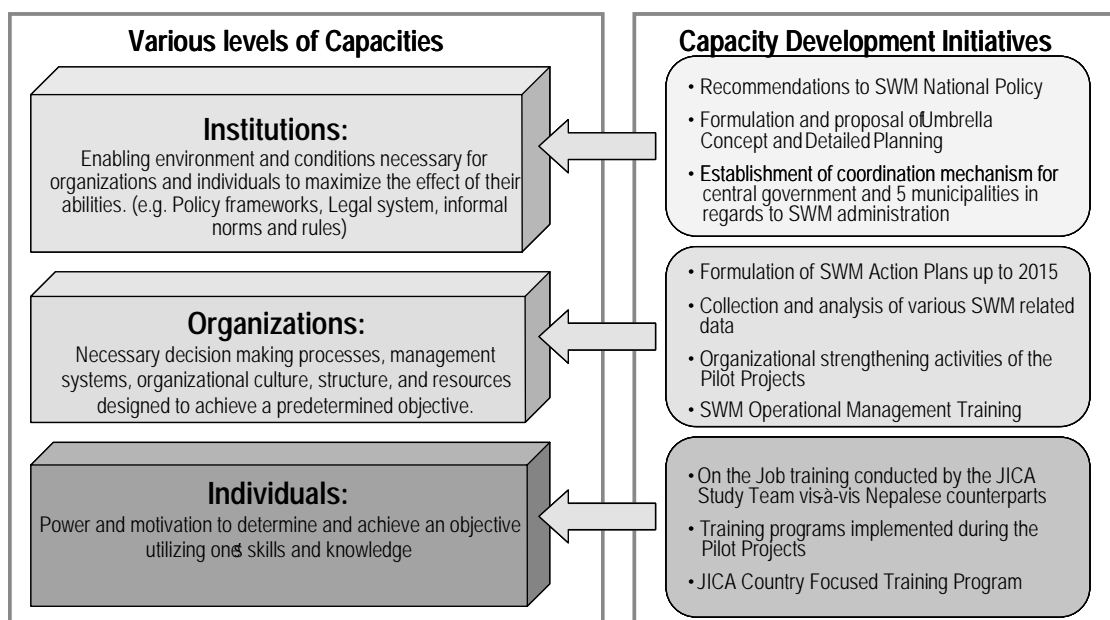 Various levels of Capacities
Institutions:
Enabling environment and conditions necessary for
organizations and individuals to maximize the effect of their
abilities. (e.g. Policy frameworks, Legal system, informal
norms and rules)
Organizations:
Necessary decision making processes, management
systems, organizational culture, structure, and resources
designed to achieve a predetermined objective.
Individuals:
Power and motivation to determine and achieve an objective
utilizing one's skills and knowledge
Capacity Development Initiatives
• Recommendations to SWM National Policy
• Formulation and proposal of Umbrella
Concept and Detailed Planning
• Establishment of coordination mechanism for
central government and 5 municipalities in
regards to SWM administration
• Formulation of SWM Action Plans up to 2015
• Collection and analysis of various SWM related
data
• Organizational strengthening activities of the
Pilot Projects
• SWM Operational Management Training
• On the Job training conducted by the JICA
Study Team vis-à-vis Nepalese counterparts
• Training programs implemented during the
Pilot Projects
• JICA Country Focused Training Program